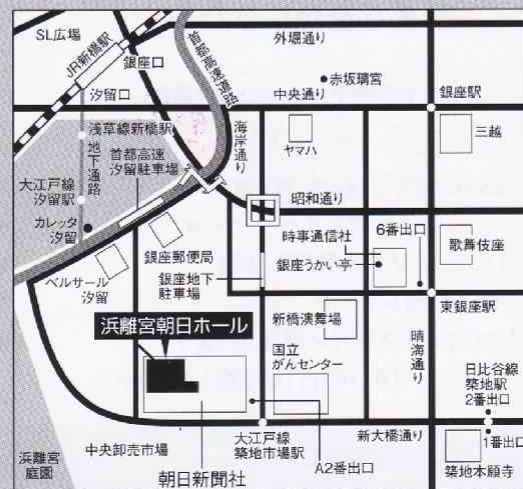 SL広場
JR新橋駅
銀座口
汐留口
首都高速道路
外堀通り
赤坂璃宮
中央通り
銀座駅
浅草線新橋駅
地下通路
首都高速
汐留駐車場
海岸通り
ヤマハ
三越
大江戸線
汐留駅
カレッタ
汐留
昭和通り
時事通信社
6番出口
歌舞伎座
銀座郵便局
銀座うかい亭
ベルサール
汐留
銀座地下
駐車場
東銀座駅
新橋演舞場
浜離宮朝日ホール
国立
がんセンター
晴海通り
日比谷線
築地駅
2番出口
中央卸売市場
大江戸線
築地市場駅
新大橋通り
1番出口
浜離宮
庭園
朝日新聞社
A2番出口
築地本願寺